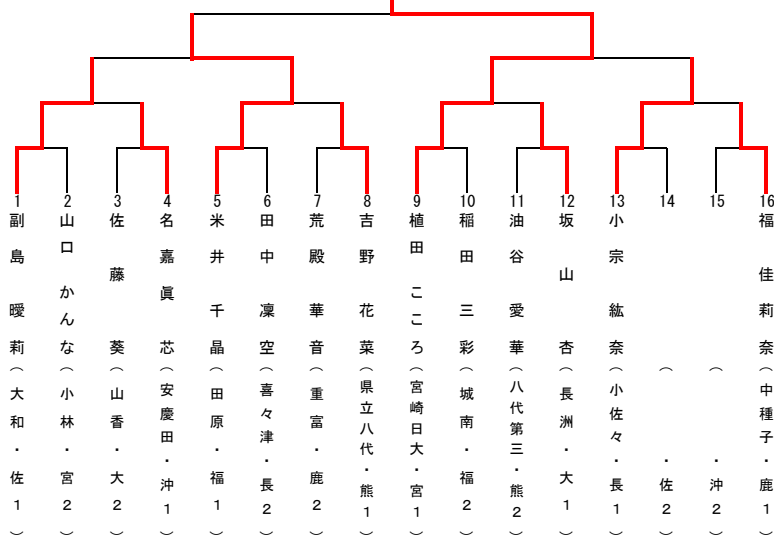 1 副島曖莉（大和・佐1）
2 山口かんな（小林・宮2）
3 佐藤葵（山香・大2）
4 名嘉眞芯（安慶田・沖1）
5 米井千晶（田原・福1）
6 田中凜空（喜々津・長2）
7 荒殿華音（重富・鹿2）
8 吉野花菜（県立八代・熊1）
9 植田こころ（宮崎日大・宮1）
10 稲田三彩（城南・福2）
11 油谷愛華（八代第三・熊2）
12 坂山杏（長洲・大1）
13 小宗紘奈（小佐々・長1）
14 （・佐2）
15 （・沖2）
16 福佳莉奈（中種子・鹿1）